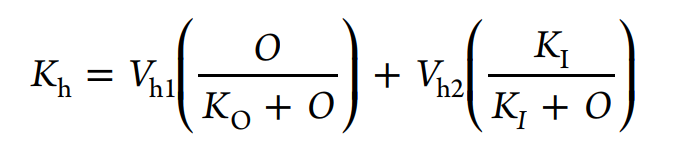 K_h = V_h1(O / (K_O + O)) + V_h2(K_I / (K_I + O))